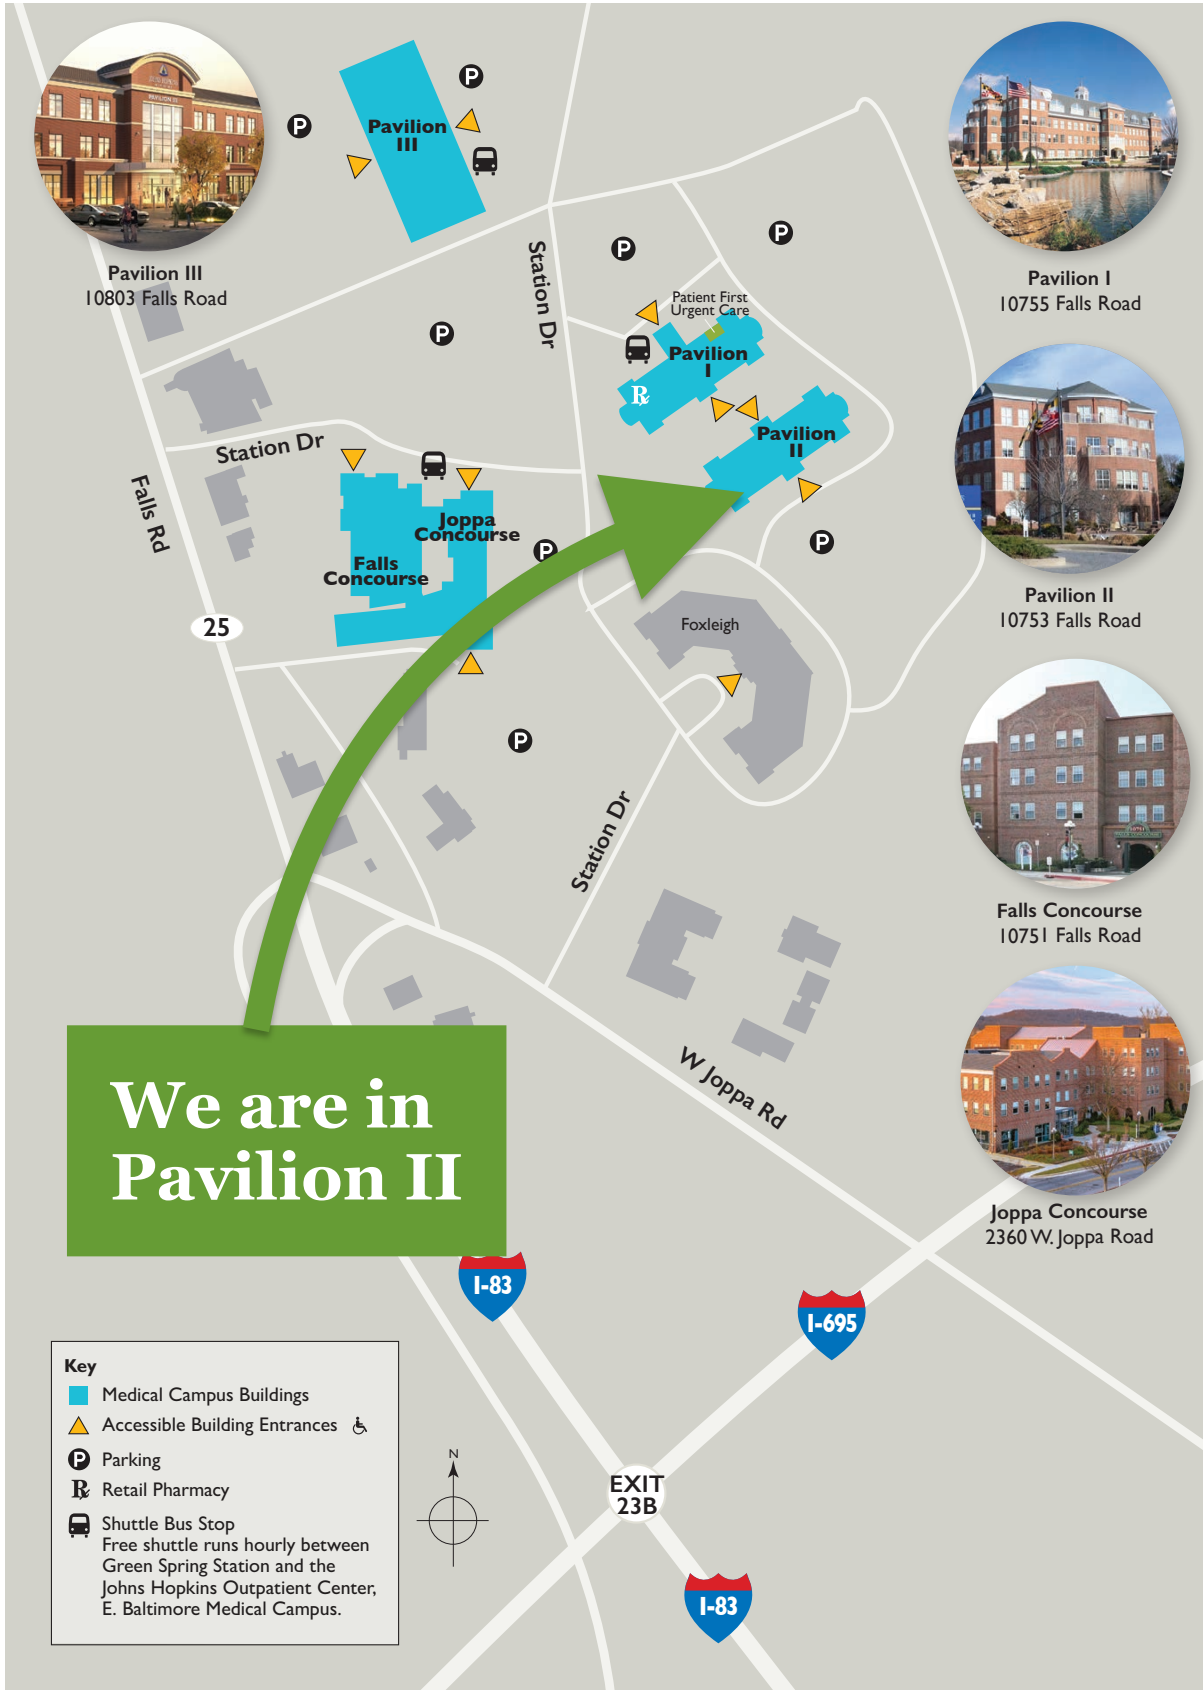 PAVILION III
Pavilion III
10803 Falls Road
P
P
Pavilion
III
Station Dr
P
P
P
Patient First
Urgent Care
Pavilion
I
Rx
Pavilion
II
Pavilion I
10755 Falls Road
Pavilion II
10753 Falls Road
Station Dr
Falls Rd
Joppa
Concourse
Falls
Concourse
P
P
25
Foxleigh
P
Station Dr
Falls Concourse
10751 Falls Road
W Joppa Rd
Joppa Concourse
2360 W. Joppa Road
We are in
Pavilion II
I-83
I-695
EXIT
23B
I-83
Key
Medical Campus Buildings
Accessible Building Entrances
P Parking
Rx Retail Pharmacy
Shuttle Bus Stop
Free shuttle runs hourly between
Green Spring Station and the
Johns Hopkins Outpatient Center,
E. Baltimore Medical Campus.
N